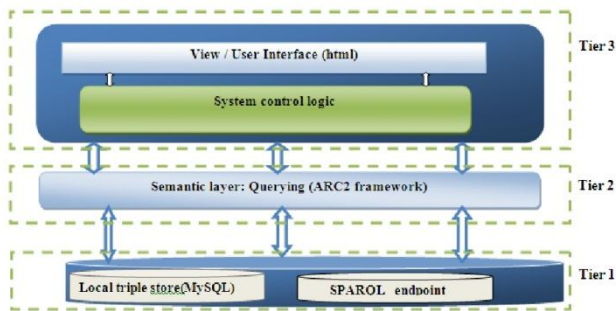 View / User Interface (html)
Tier 3
System control logic
Semantic layer: Querying (ARC2 framework)
Tier 2
Local triple store(MySQL)
SPARQL endpoint
Tier 1